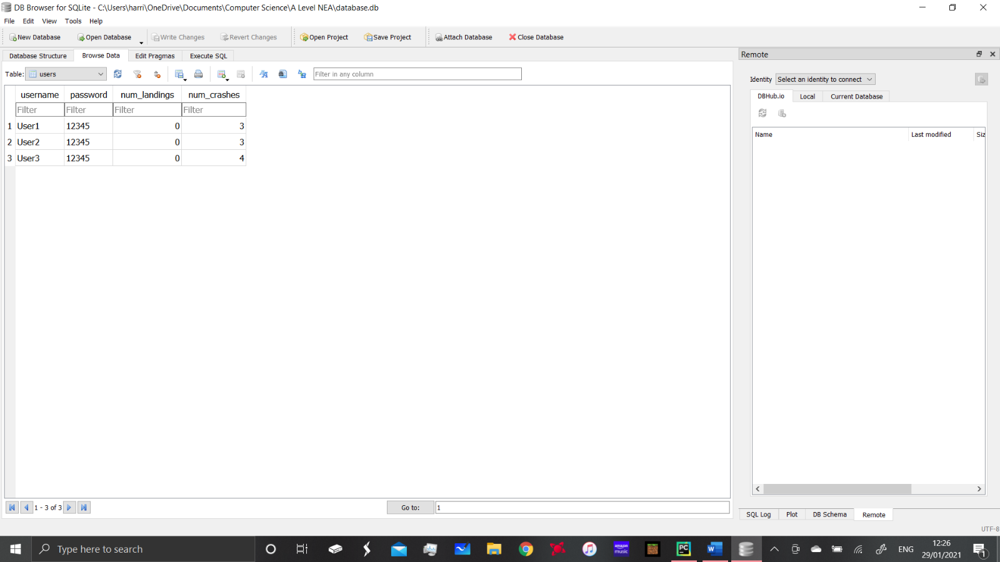 DB Browser for SQLite - C:\Users\harri\OneDrive\Documents\Computer Science\A Level NEA\database.db
File Edit View Tools Help
New Database Open Database Write Changes Revert Changes Open Project Save Project Attach Database Close Database
Database Structure Browse Data Edit Pragmas Execute SQL
Table: users Filter in any column
username password num_landings num_crashes
Filter Filter Filter Filter
1 User1 12345 0 3
2 User2 12345 0 3
3 User3 12345 0 4
1 - 3 of 3 Go to: 1
Remote
Identity Select an identity to connect
DBHub.io Local Current Database
Name Last modified Siz
SQL Log Plot DB Schema Remote
UTF-8
Type here to search
amazon music
PC
W
ENG
12:26
29/01/2021
1